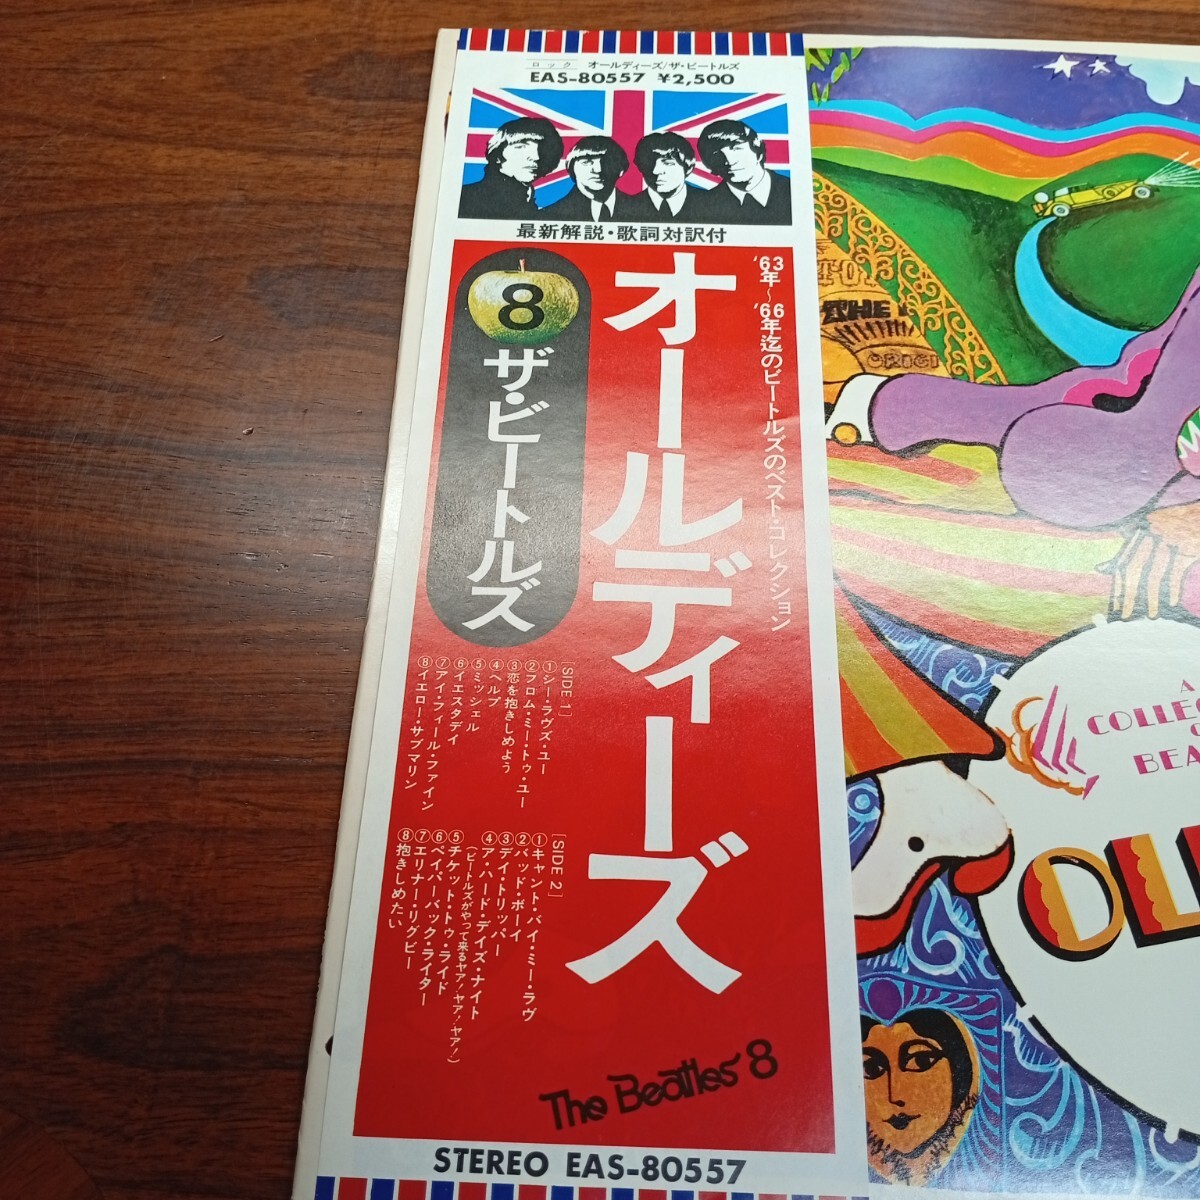 ロック オールディーズ/ザ・ビートルズ
EAS-80557 ¥2,500
最新解説・歌詞対訳付
'63年〜'66年迄のビートルズのベスト・コレクション
オールディーズ
8
ザ・ビートルズ
[SIDE 1]
①シー・ラヴズ・ユー
②フロム・ミー・トゥ・ユー
③恋を抱きしめよう
④ヘルプ
⑤ミッシェル
⑥イエスタデイ
⑦アイ・フィール・ファイン
⑧イエロー・サブマリン
[SIDE 2]
①キャント・バイ・ミー・ラヴ
②バッド・ボーイ
③デイ・トリッパー
④ア・ハード・デイズ・ナイト
(ビートルズがやって来るヤァ!ヤァ!ヤァ!)
⑤チケット・トゥ・ライド
⑥ペイパー・バック・ライター
⑦エリナー・リグビー
⑧抱きしめたい
The Beatles 8
STEREO EAS-80557
THE
ORIGI
A
COLLEC
BEA
OL